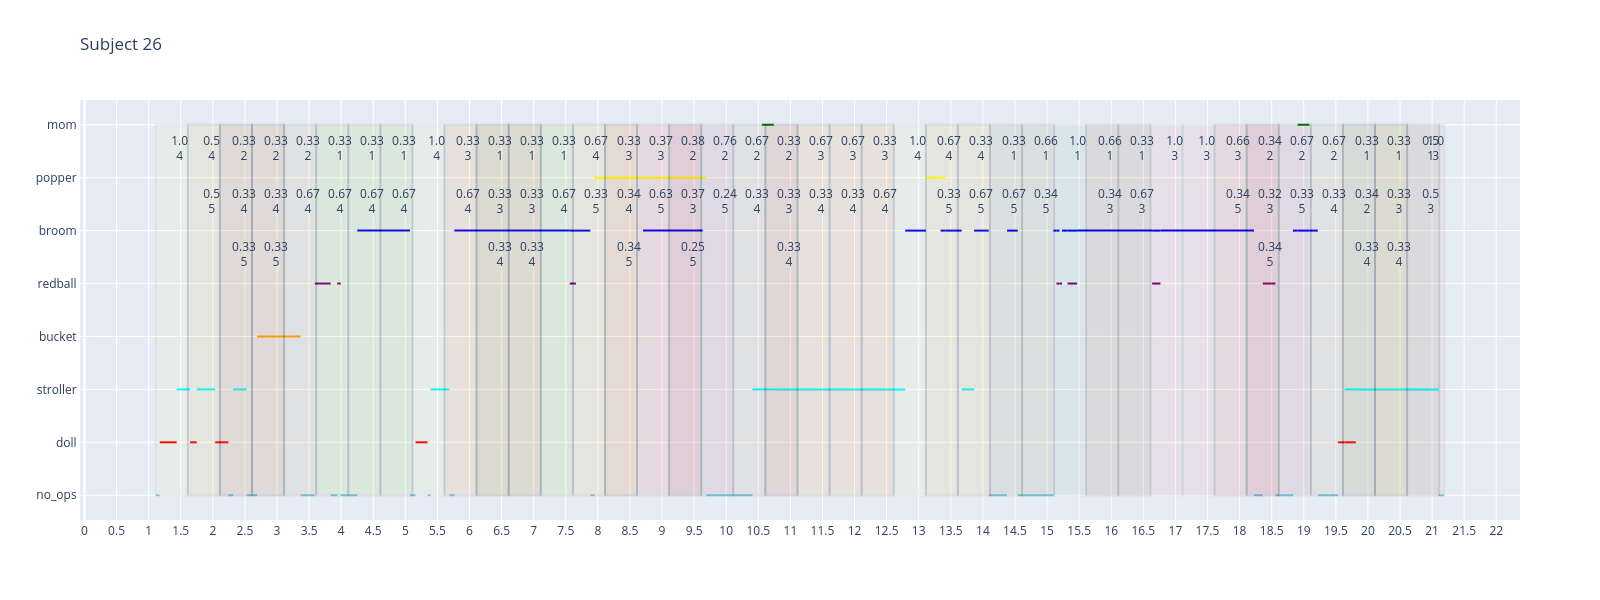 Subject 26
mom
1.0 0.5 0.33 0.33 0.33 0.33 0.33 0.33 1.0 0.33 0.33 0.33 0.33 0.67 0.33 0.37 0.38 0.76 0.67 0.33 0.67 0.67 0.33 1.0 0.67 0.33 0.33 0.66 1.0 0.66 0.33 1.0 1.0 0.66 0.34 0.67 0.67 0.33 0.33
4 4 2 2 2 1 1 1 4 3 1 1 1 4 3 3 2 2 2 2 3 3 3 4 4 4 1 1 1 1 1 3 3 3 2 2 2 1 1
popper
0.5 0.33 0.33 0.67 0.67 0.67 0.67 0.67 0.33 0.33 0.67 0.33 0.34 0.63 0.37 0.24 0.33 0.33 0.33 0.33 0.67 0.33 0.67 0.67 0.34 0.34 0.67 0.34 0.32 0.33 0.33 0.34 0.33 0.5
5 4 4 4 4 4 4 4 3 3 4 5 4 5 3 5 4 3 4 4 4 5 5 5 5 3 3 5 3 5 4 2 3 3
broom
0.33 0.33 0.33 0.33 0.34 0.25 0.33 0.34 0.33 0.33
5 5 4 4 5 5 4 5 4 4
redball
bucket
stroller
doll
no_ops
0 0.5 1 1.5 2 2.5 3 3.5 4 4.5 5 5.5 6 6.5 7 7.5 8 8.5 9 9.5 10 10.5 11 11.5 12 12.5 13 13.5 14 14.5 15 15.5 16 16.5 17 17.5 18 18.5 19 19.5 20 20.5 21 21.5 22